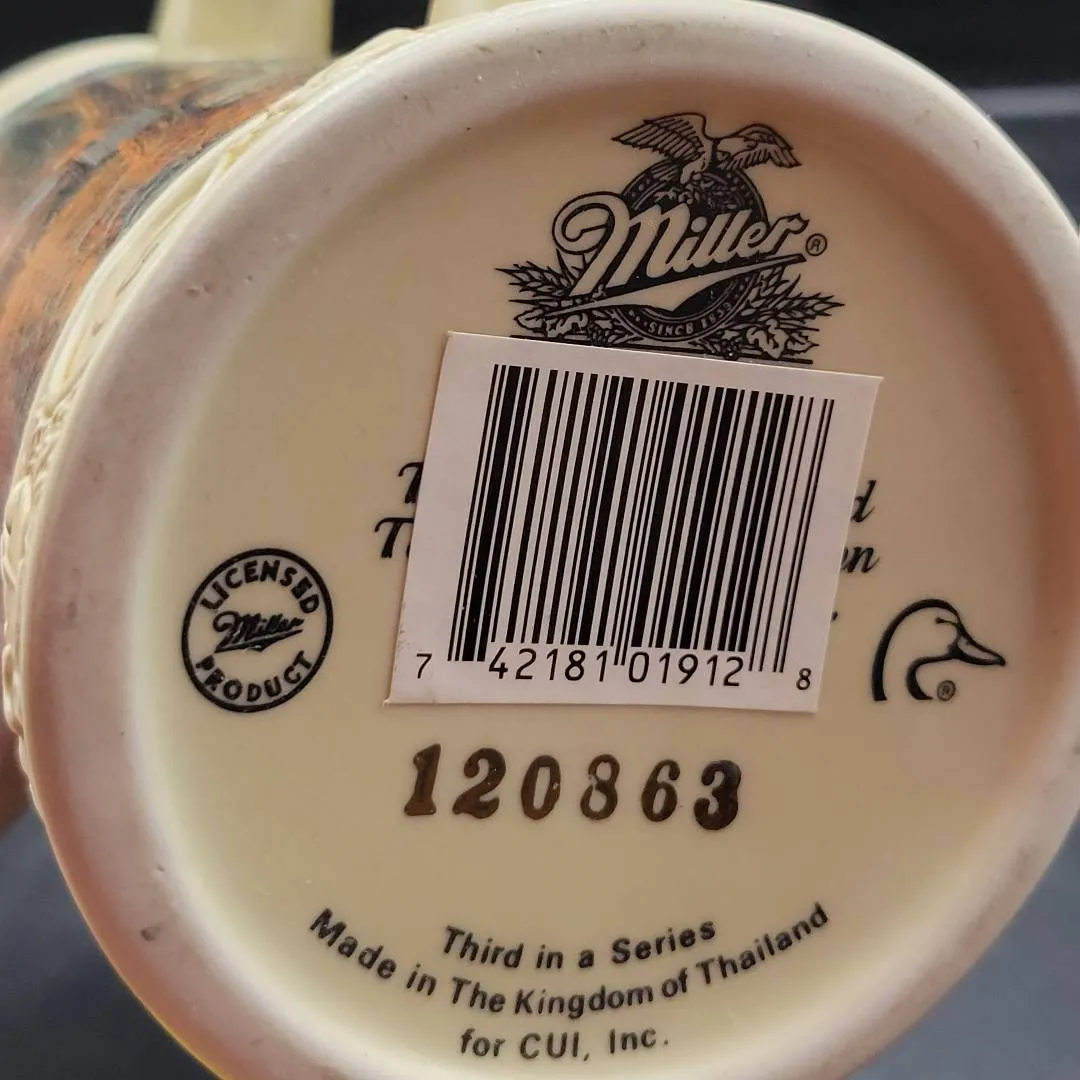 Miller®
SINCE 1855
LICENSED
Miller
PRODUCT
®
7 42181 01912 8
120863
Third in a Series
Made in The Kingdom of Thailand
for CUI, Inc.